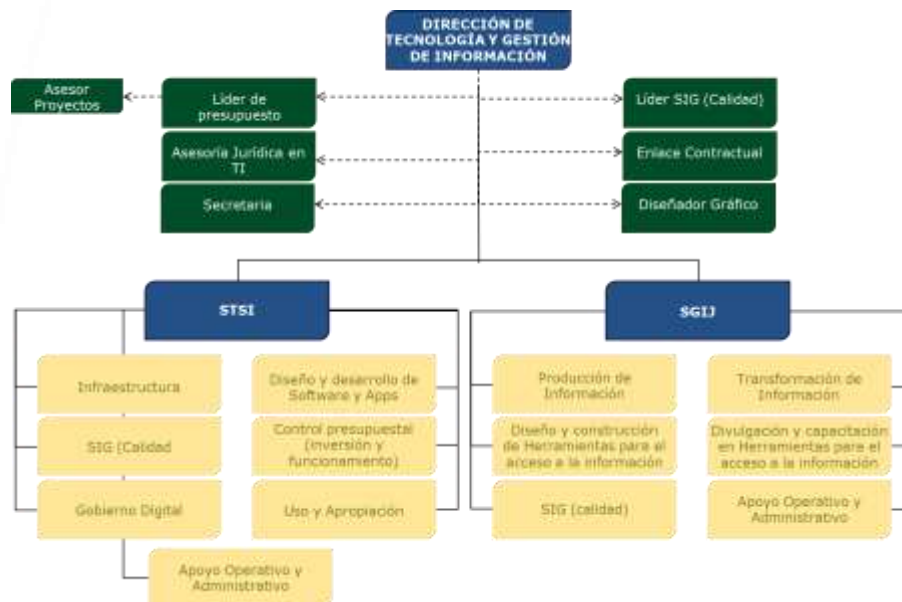 DIRECCIÓN DE
TECNOLOGÍA Y GESTIÓN
DE INFORMACIÓN
Asesor
Proyectos
Líder de
presupuesto
Líder SIG (Calidad)
Asesoría Jurídica en
TI
Enlace Contractual
Secretaria
Diseñador Gráfico
STSI
SGIJ
Infraestructura
Diseño y desarrollo de
Software y Apps
Producción de
Información
Transformación de
Información
SIG (Calidad
Control presupuestal
(inversión y
funcionamiento)
Diseño y construcción
de Herramientas para el
acceso a la información
Divulgación y capacitación
en Herramientas para el
acceso a la información
Gobierno Digital
Uso y Apropiación
SIG (calidad)
Apoyo Operativo y
Administrativo
Apoyo Operativo y
Administrativo